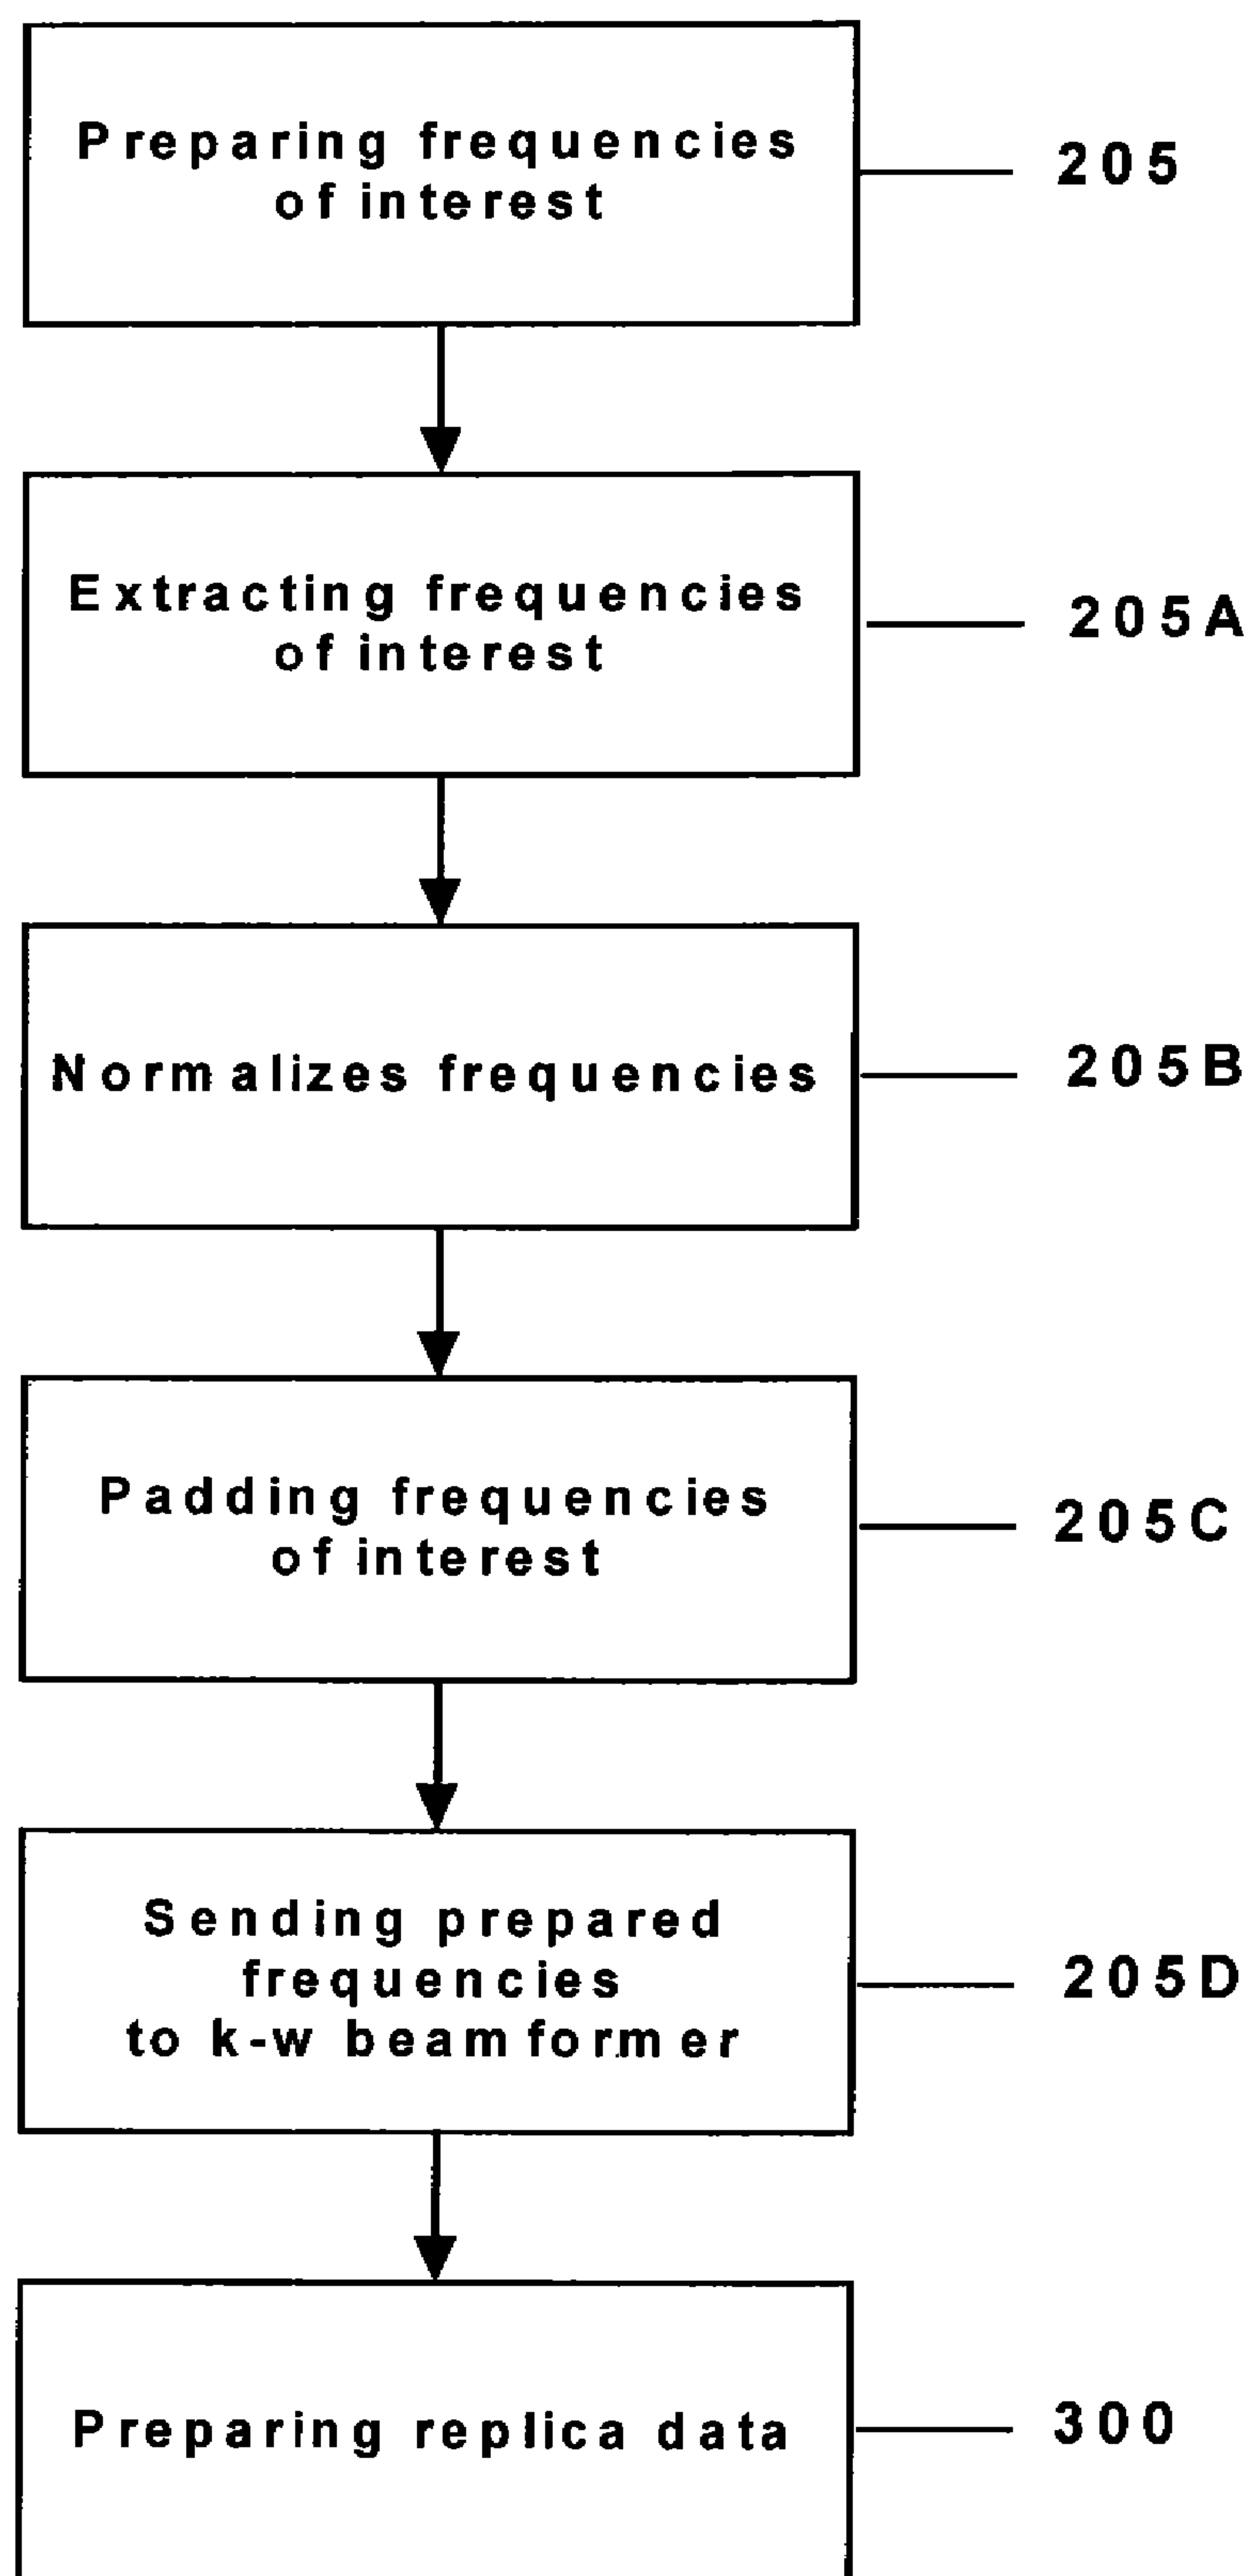 Preparing frequencies
of interest
205
Extracting frequencies
of interest
205A
Normalizes frequencies
205B
Padding frequencies
of interest
205C
Sending prepared
frequencies
to k-w beamformer
205D
Preparing replica data
300